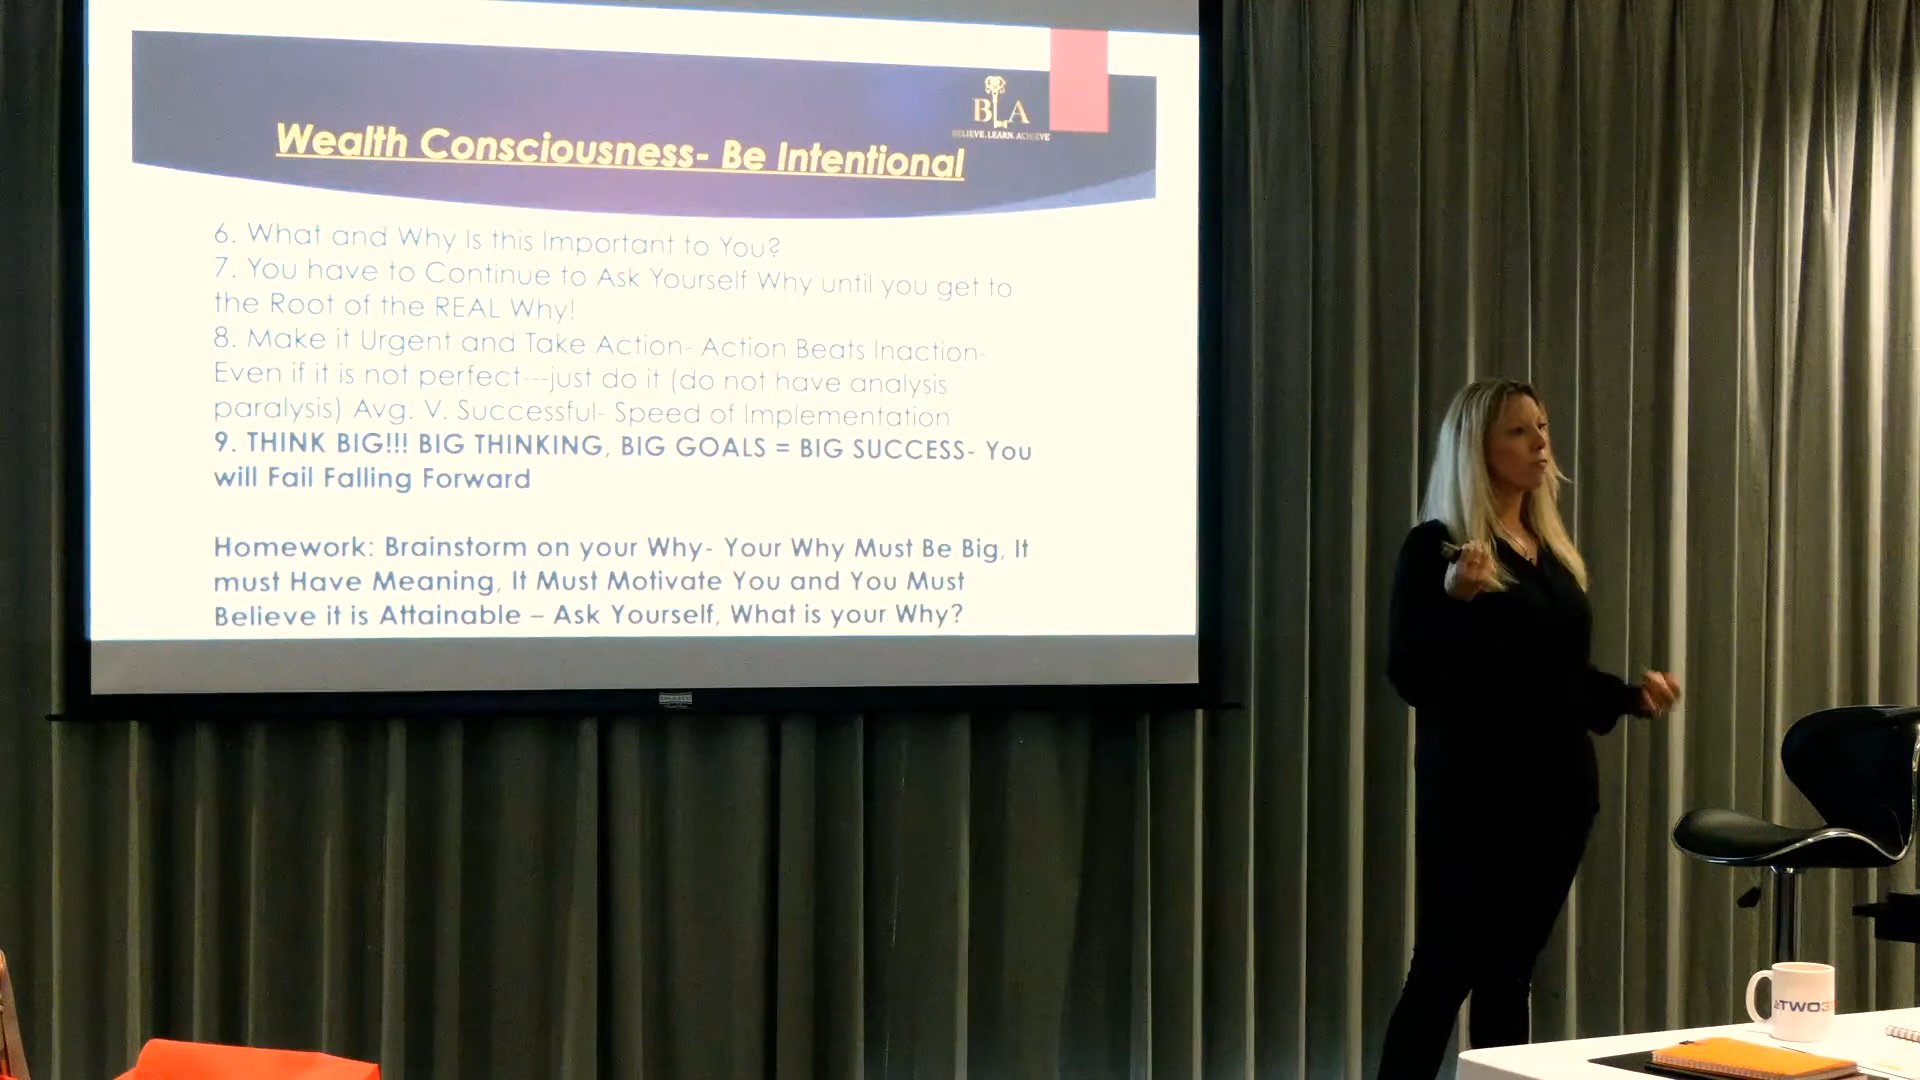 BLA
BELIEVE. LEARN. ACHIEVE
Wealth Consciousness- Be Intentional
6. What and Why Is this Important to You?
7. You have to Continue to Ask Yourself Why until you get to
the Root of the REAL Why!
8. Make it Urgent and Take Action- Action Beats Inaction-
Even if it is not perfect---just do it (do not have analysis
paralysis) Avg. V. Successful- Speed of Implementation
9. THINK BIG!!! BIG THINKING, BIG GOALS = BIG SUCCESS- You
will Fail Falling Forward
Homework: Brainstorm on your Why- Your Why Must Be Big, It
must Have Meaning, It Must Motivate You and You Must
Believe it is Attainable – Ask Yourself, What is your Why?
TWO3